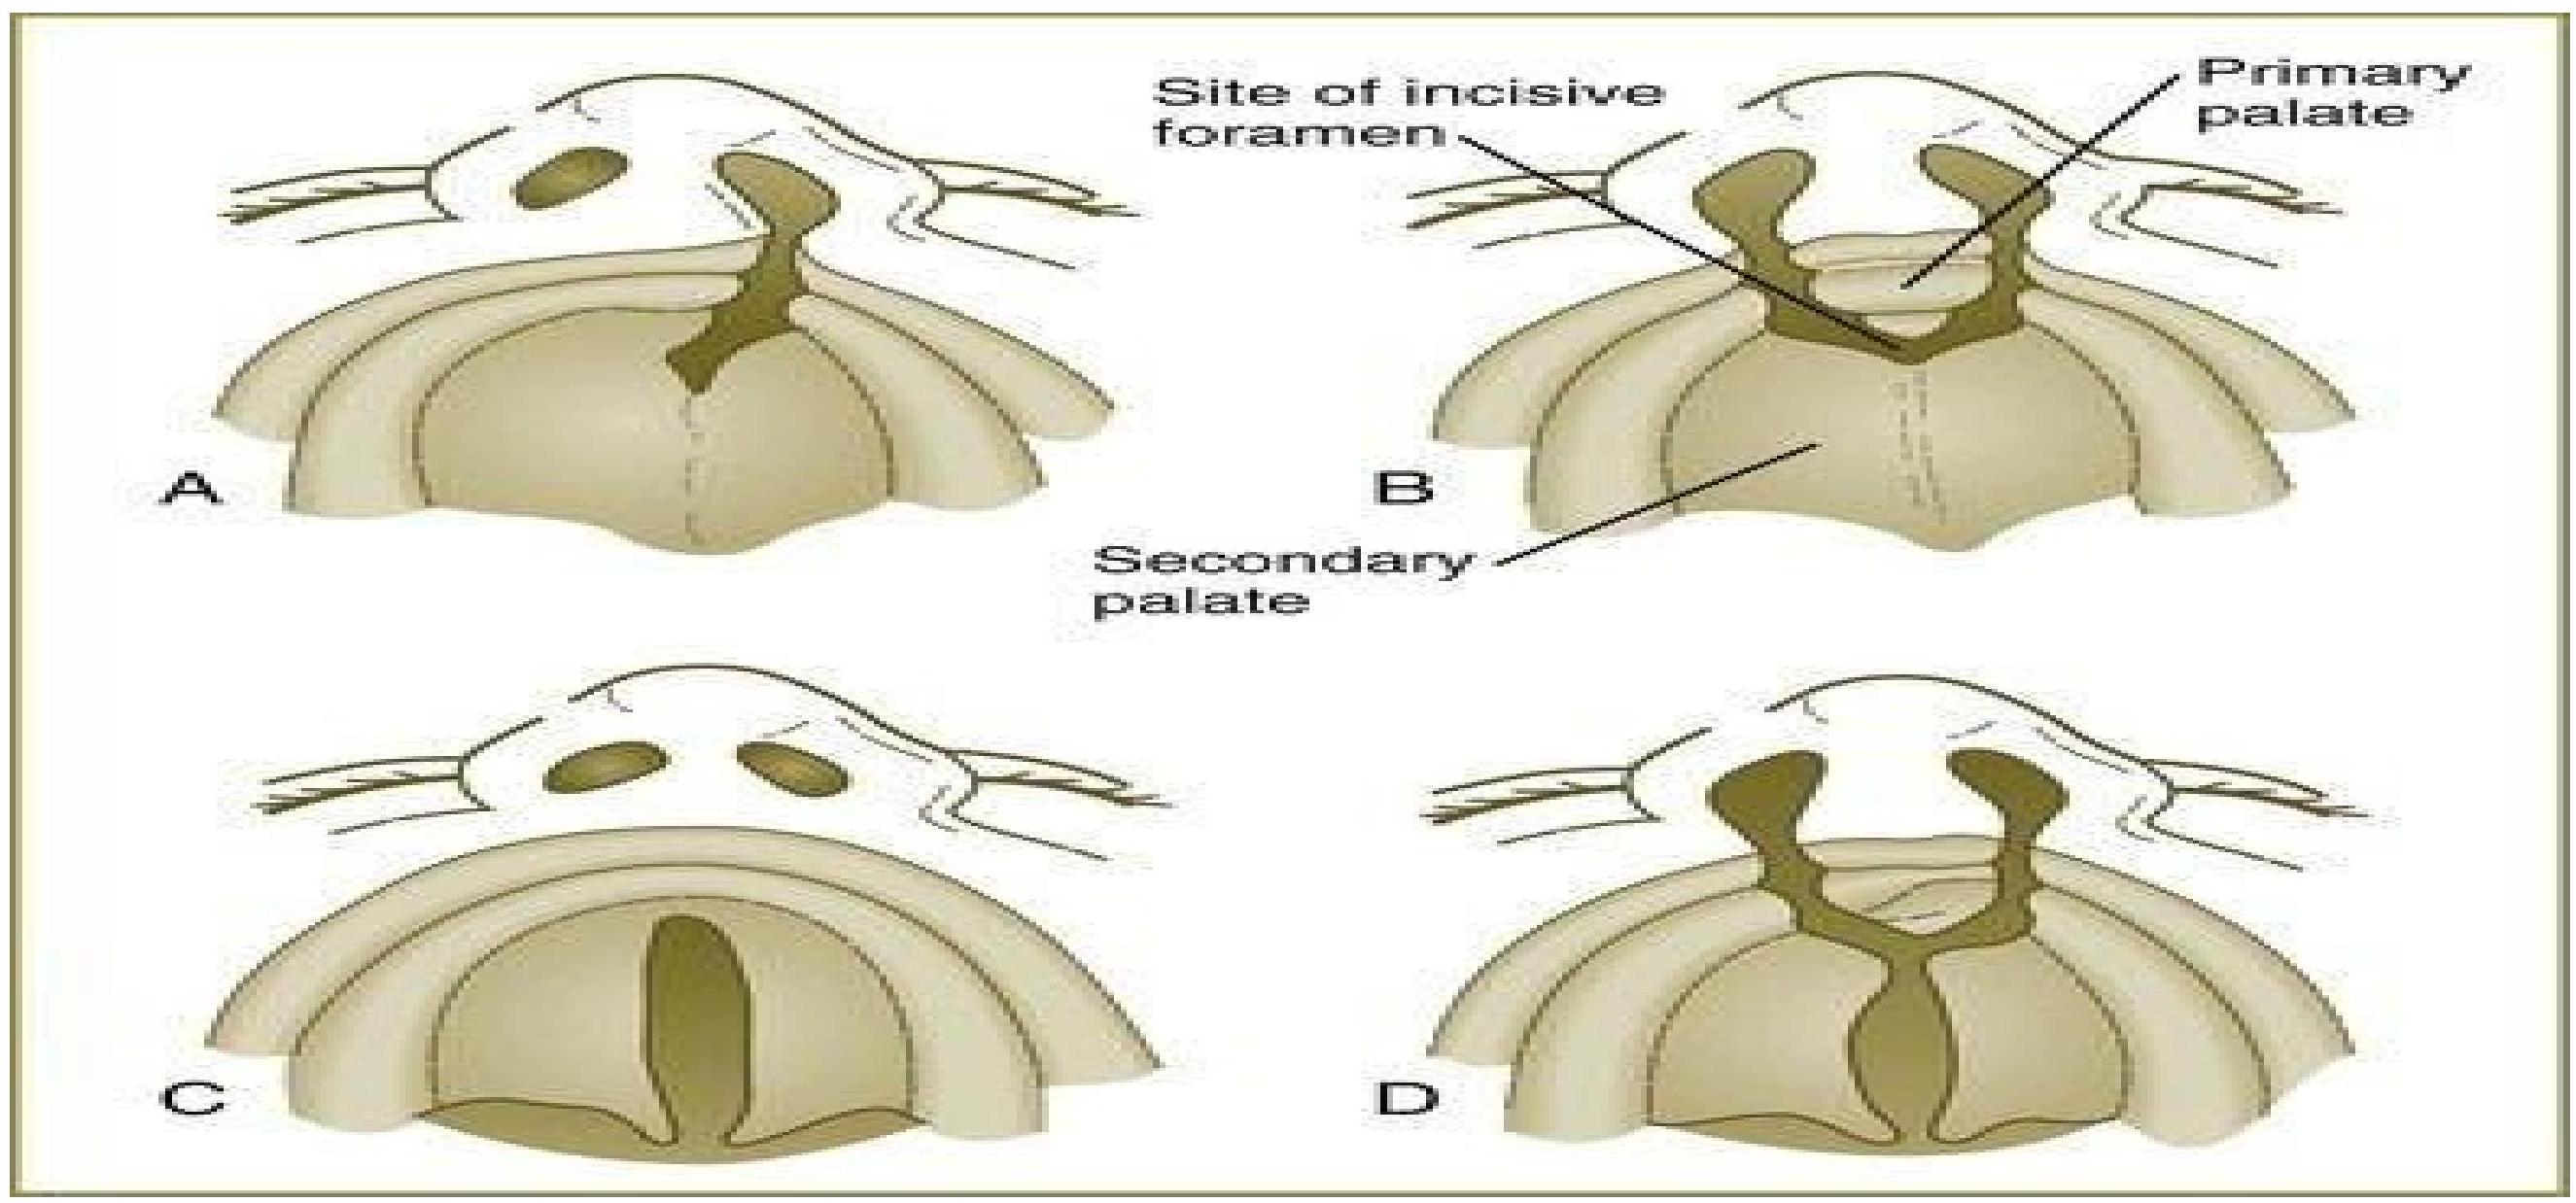 Site of incisive
foramen
Primary
palate
A
B
Secondary
palate
C
D